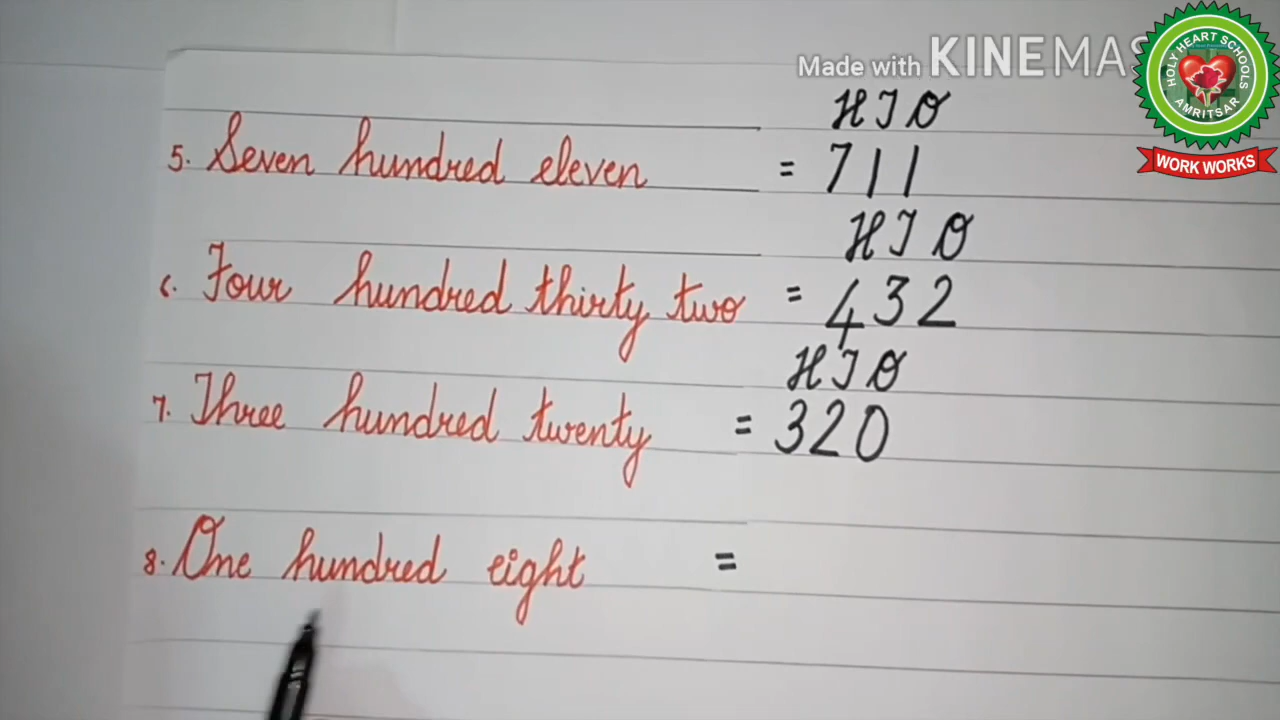 Made with KINEMAS
HOLY HEART SCHOOLS
AMRITSAR
WORK WORKS
H T O
5. Seven hundred eleven = 711
H T O
6. Four hundred thirty two = 432
H T O
7. Three hundred twenty = 320
8. One hundred eight =